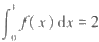 ∫₀¹ f(x) dx = 2